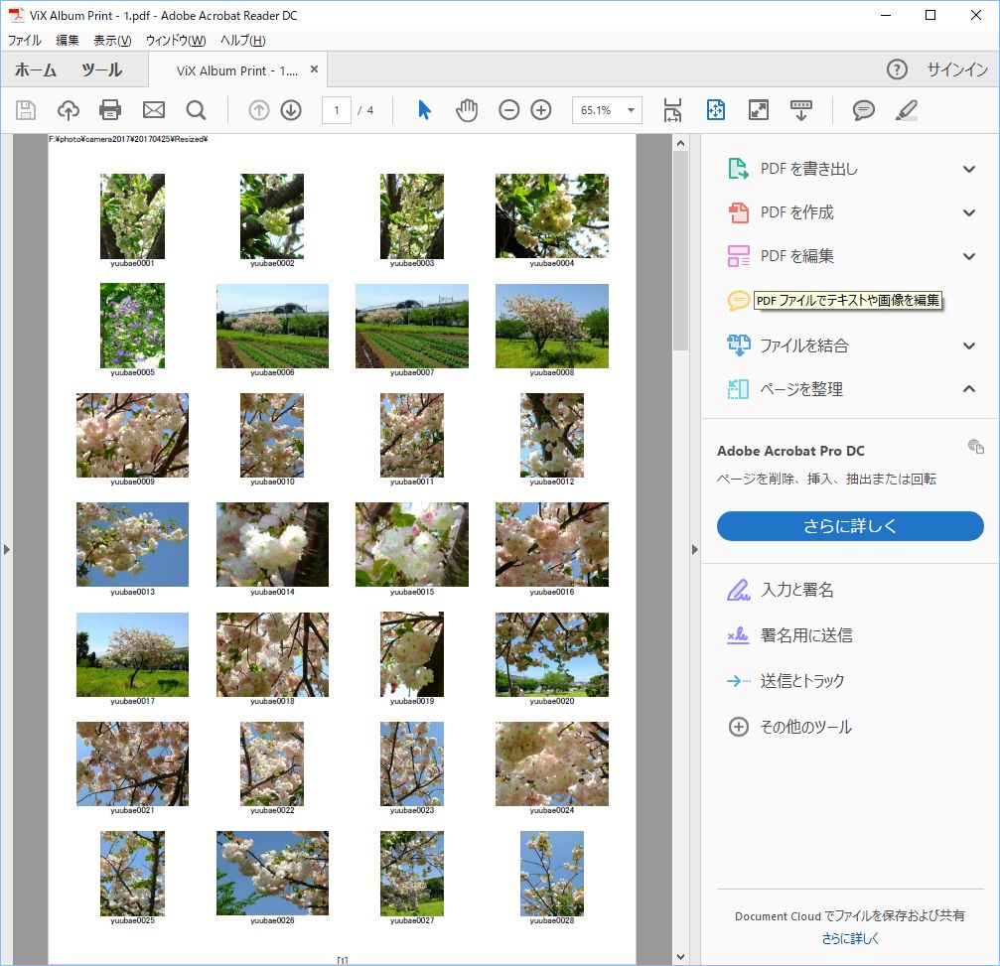 ViX Album Print - 1.pdf - Adobe Acrobat Reader DC
ファイル 編集 表示(V) ウィンドウ(W) ヘルプ(H)
ホーム ツール ViX Album Print - 1.... × サインイン
1 / 4 65.1%
F:¥photo¥camera2017¥20170425¥Resized¥
yuubae0001 yuubae0002 yuubae0003 yuubae0004
yuubae0005 yuubae0006 yuubae0007 yuubae0008
yuubae0009 yuubae0010 yuubae0011 yuubae0012
yuubae0013 yuubae0014 yuubae0015 yuubae0016
yuubae0017 yuubae0018 yuubae0019 yuubae0020
yuubae0021 yuubae0022 yuubae0023 yuubae0024
yuubae0025 yuubae0026 yuubae0027 yuubae0028
[1]
PDF を書き出し
PDF を作成
PDF を編集
PDF ファイルでテキストや画像を編集
ファイルを結合
ページを整理
Adobe Acrobat Pro DC
ページを削除、挿入、抽出または回転
さらに詳しく
入力と署名
署名用に送信
送信とトラック
その他のツール
Document Cloud でファイルを保存および共有
さらに詳しく